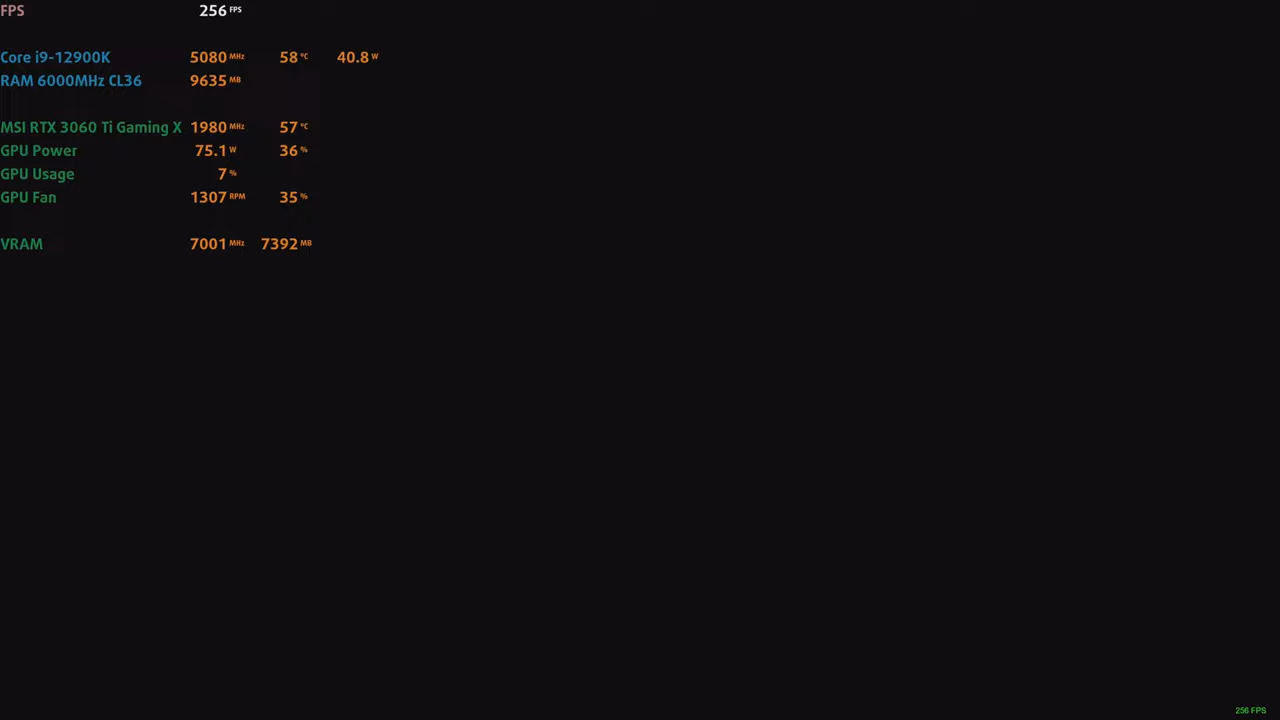 FPS 256 FPS
Core i9-12900K 5080 MHz 58 °C 40.8 W
RAM 6000MHz CL36 9635 MB
MSI RTX 3060 Ti Gaming X 1980 MHz 57 °C
GPU Power 75.1 W 36 %
GPU Usage 7 %
GPU Fan 1307 RPM 35 %
VRAM 7001 MHz 7392 MB
256 FPS